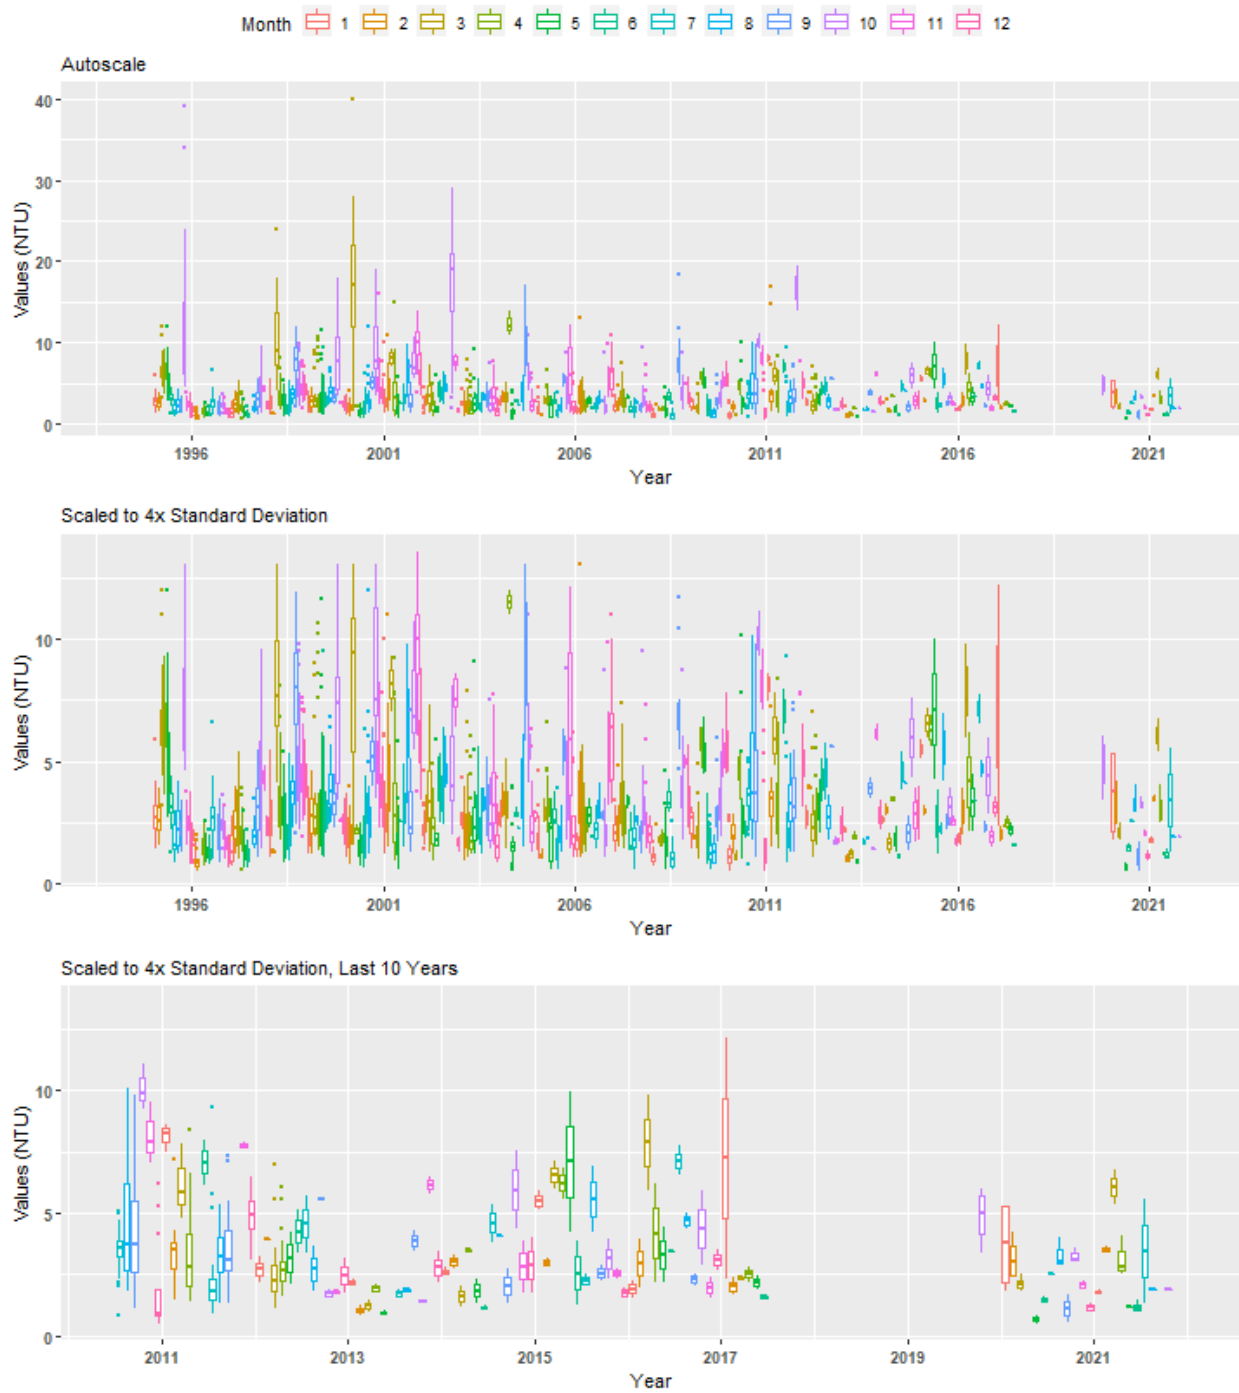 Month 1 2 3 4 5 6 7 8 9 10 11 12
Autoscale
Values (NTU)
40
30
20
10
0
1996 2001 2006 2011 2016 2021
Year
Scaled to 4x Standard Deviation
Values (NTU)
10
5
0
1996 2001 2006 2011 2016 2021
Year
Scaled to 4x Standard Deviation, Last 10 Years
Values (NTU)
10
5
0
2011 2013 2015 2017 2019 2021
Year